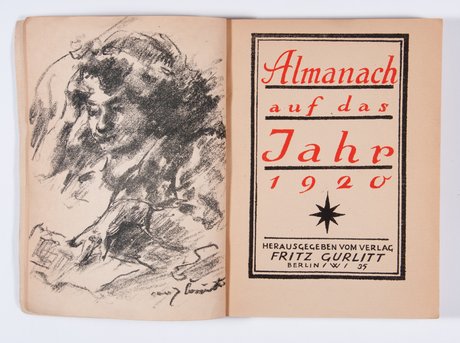 Almanach
auf das
Jahr
1920
HERAUSGEGEBEN VOM VERLAG
FRITZ GURLITT
BERLIN / W / 35